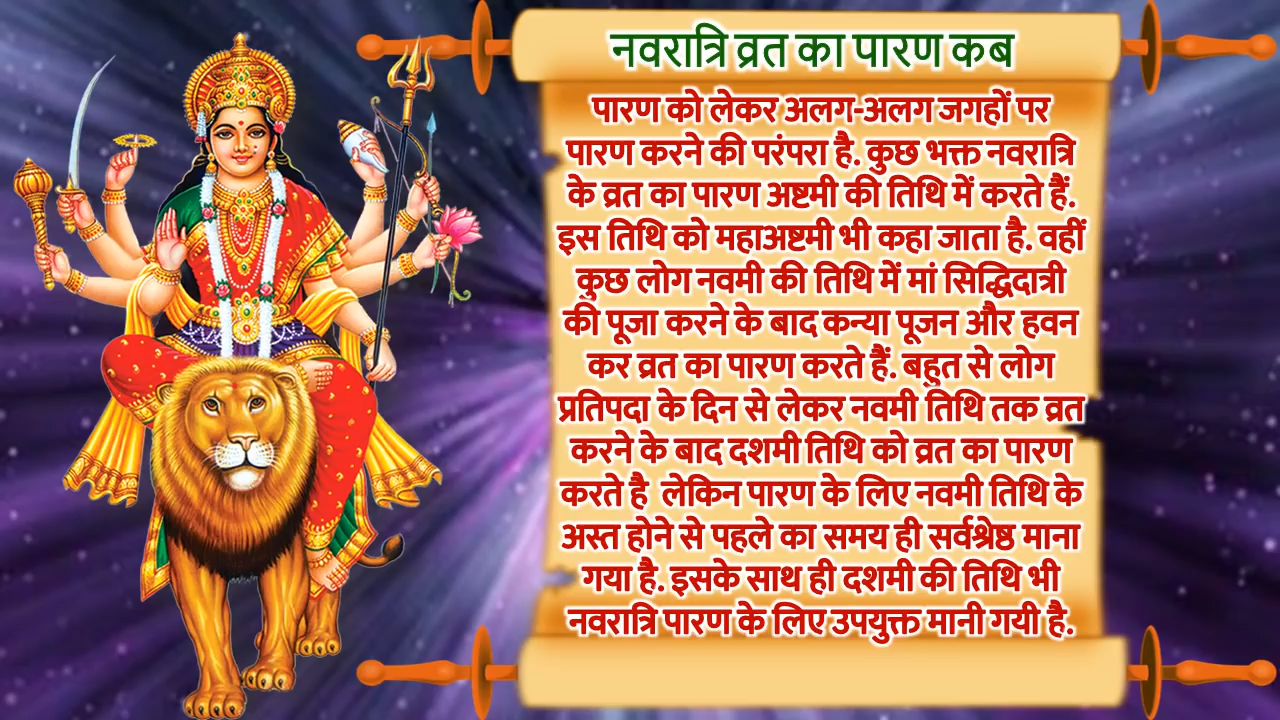 नवरात्रि व्रत का पारण कब
पारण को लेकर अलग-अलग जगहों पर
पारण करने की परंपरा है. कुछ भक्त नवरात्रि
के व्रत का पारण अष्टमी की तिथि में करते हैं.
इस तिथि को महाअष्टमी भी कहा जाता है. वहीं
कुछ लोग नवमी की तिथि में मां सिद्धिदात्री
की पूजा करने के बाद कन्या पूजन और हवन
कर व्रत का पारण करते हैं. बहुत से लोग
प्रतिपदा के दिन से लेकर नवमी तिथि तक व्रत
करने के बाद दशमी तिथि को व्रत का पारण
करते है लेकिन पारण के लिए नवमी तिथि के
अस्त होने से पहले का समय ही सर्वश्रेष्ठ माना
गया है. इसके साथ ही दशमी की तिथि भी
नवरात्रि पारण के लिए उपयुक्त मानी गयी है.